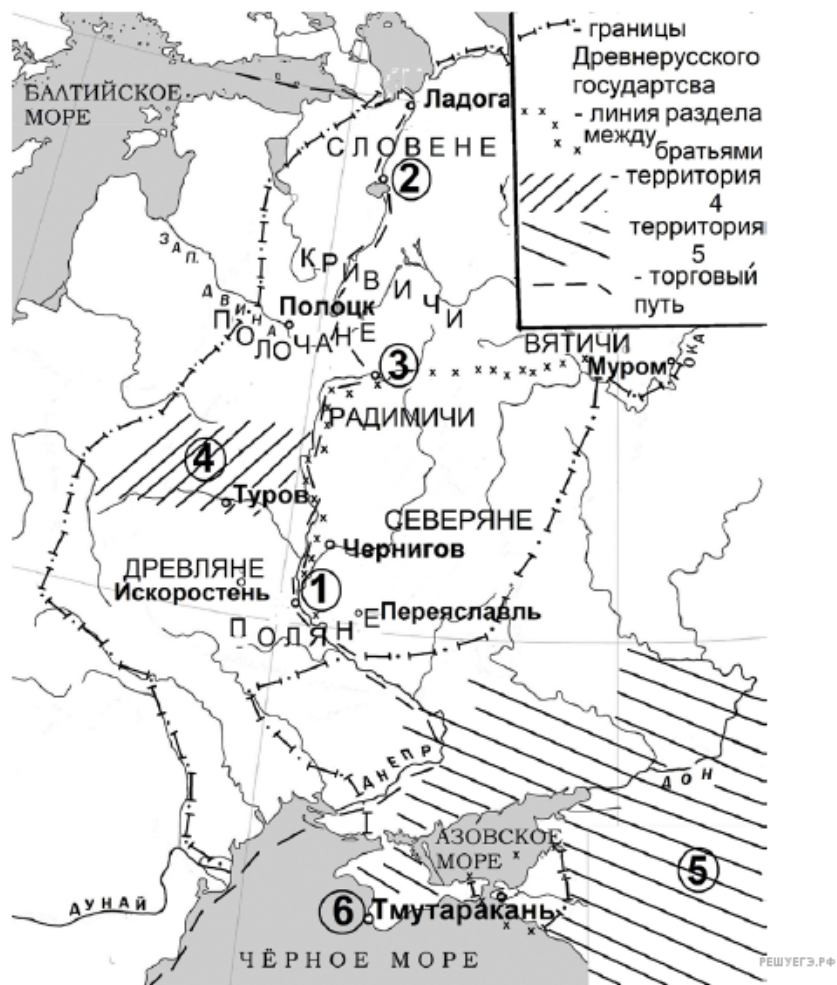 - границы
Древнерусского
государтсва
- линия раздела
между
братьями
- территория
4
территория
5
- торговый
путь
БАЛТИЙСКОЕ
МОРЕ
Ладога
СЛОВЕНЕ
2
ЗАП. ДВИНА
КРИВИЧИ
Полоцк
ПОЛОЧАНЕ
3
ВЯТИЧИ
Муром
ОКА
РАДИМИЧИ
4
Туров
СЕВЕРЯНЕ
Чернигов
ДРЕВЛЯНЕ
Искоростень
1
Переяславль
ПОЛЯНЕ
ДНЕПР
ДОН
АЗОВСКОЕ
МОРЕ
5
ДУНАЙ
6
Тмутаракань
ЧЁРНОЕ МОРЕ
РЕШУЕГЭ.РФ